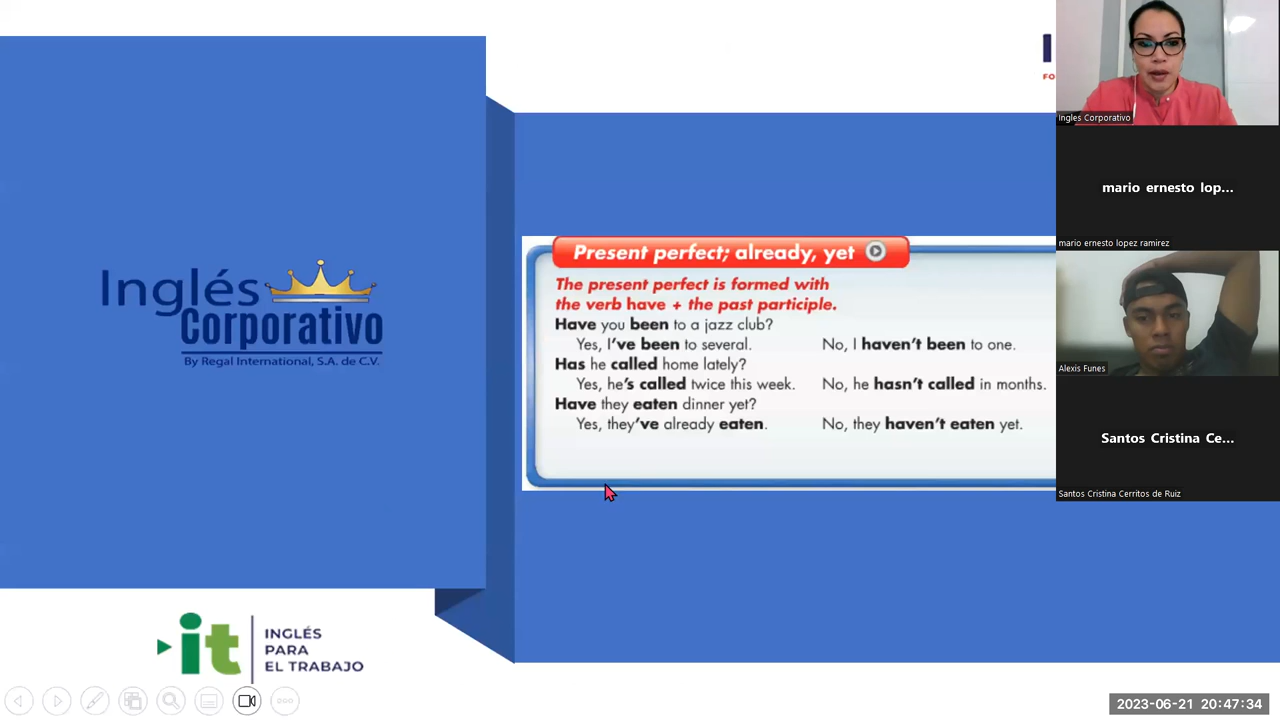 Inglés
Corporativo
By Regal International, S.A. de C.V.
it
INGLÉS
PARA
EL TRABAJO
I
FO
Present perfect; already, yet
The present perfect is formed with
the verb have + the past participle.
Have you been to a jazz club?
Yes, I've been to several. No, I haven't been to one.
Has he called home lately?
Yes, he's called twice this week. No, he hasn't called in months.
Have they eaten dinner yet?
Yes, they've already eaten. No, they haven't eaten yet.
Ingles Corporativo
mario ernesto lop...
mario ernesto lopez ramirez
Alexis Funes
Santos Cristina Ce...
Santos Cristina Cerritos de Ruiz
2023-06-21 20:47:34